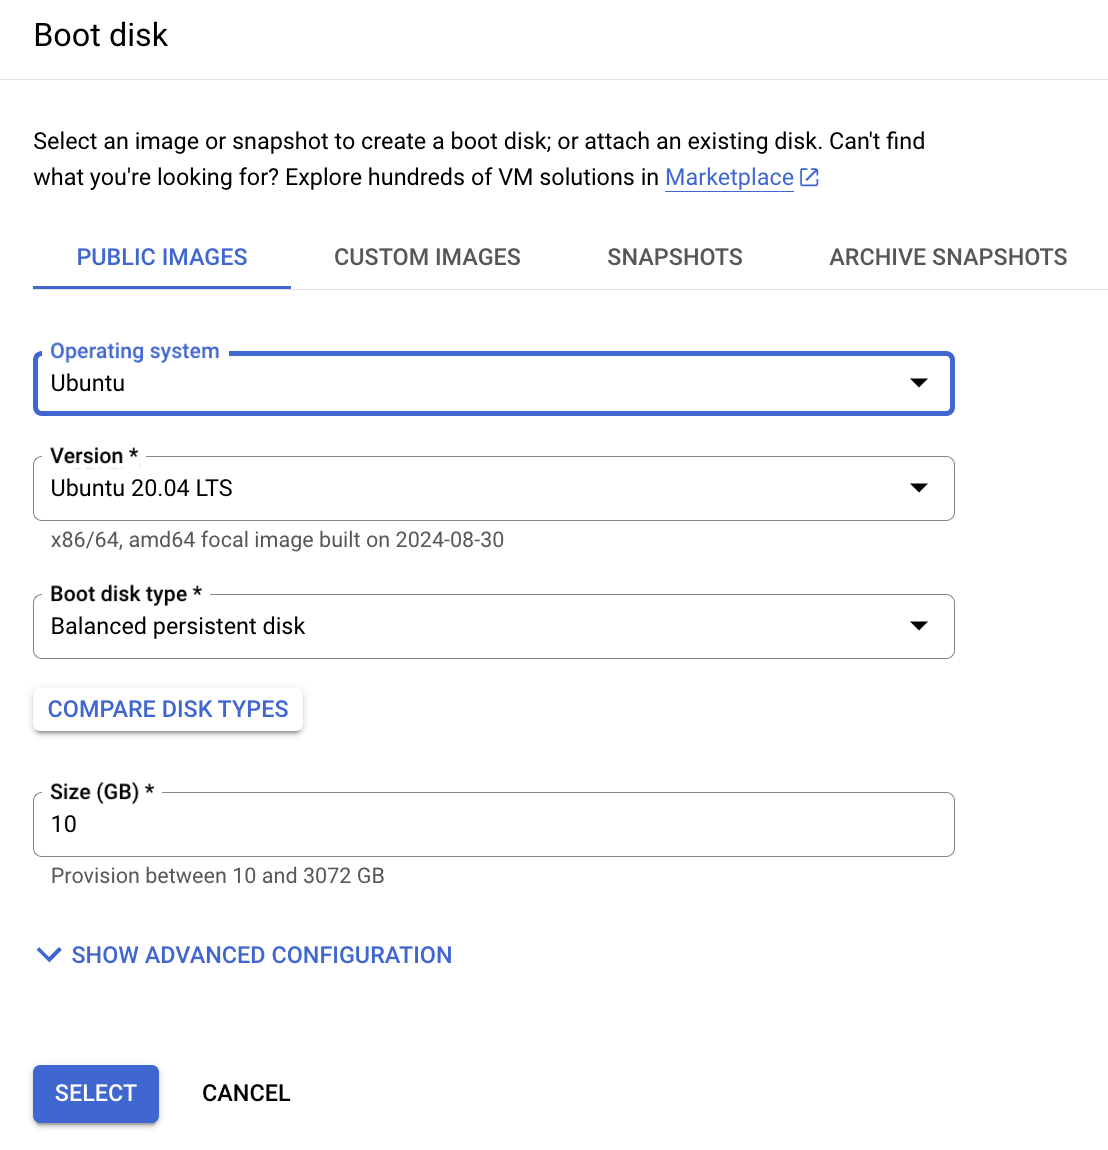 Boot disk
Select an image or snapshot to create a boot disk; or attach an existing disk. Can't find
what you're looking for? Explore hundreds of VM solutions in Marketplace
PUBLIC IMAGES CUSTOM IMAGES SNAPSHOTS ARCHIVE SNAPSHOTS
Operating system
Ubuntu
Version *
Ubuntu 20.04 LTS
x86/64, amd64 focal image built on 2024-08-30
Boot disk type *
Balanced persistent disk
COMPARE DISK TYPES
Size (GB) *
10
Provision between 10 and 3072 GB
SHOW ADVANCED CONFIGURATION
SELECT CANCEL